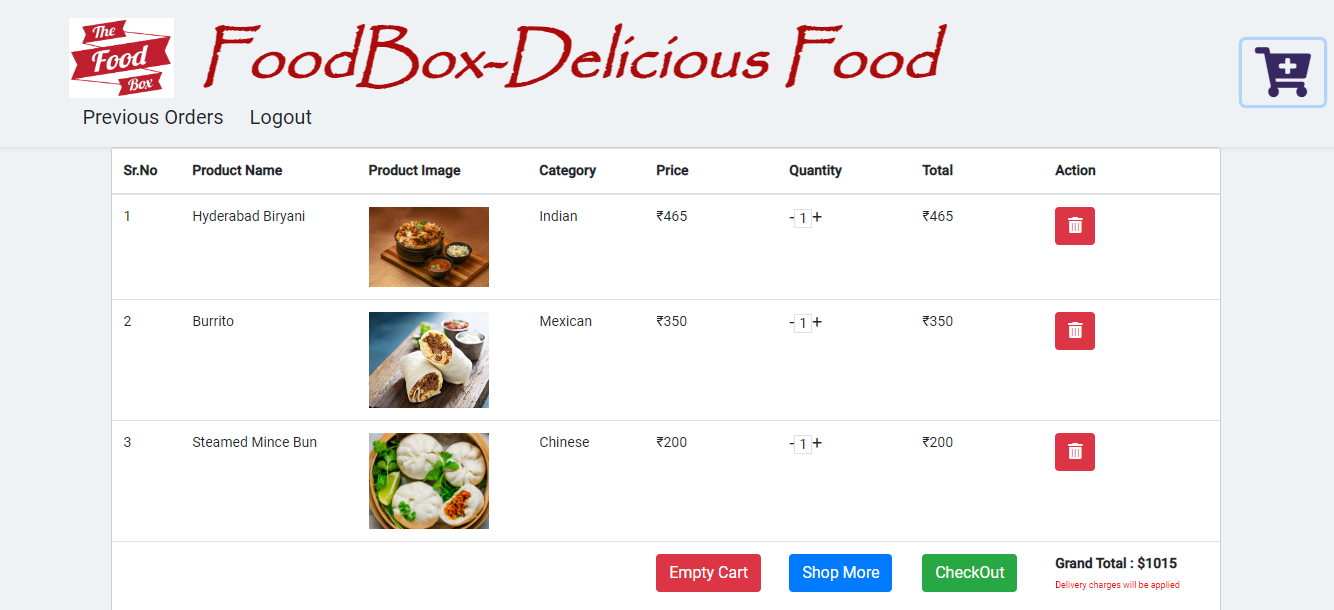 The
Food
Box
FoodBox-Delicious Food
Previous Orders Logout
Sr.No Product Name Product Image Category Price Quantity Total Action
1 Hyderabad Biryani Indian ₹465 - 1 + ₹465
2 Burrito Mexican ₹350 - 1 + ₹350
3 Steamed Mince Bun Chinese ₹200 - 1 + ₹200
Empty Cart Shop More CheckOut Grand Total : $1015
Delivery charges will be applied